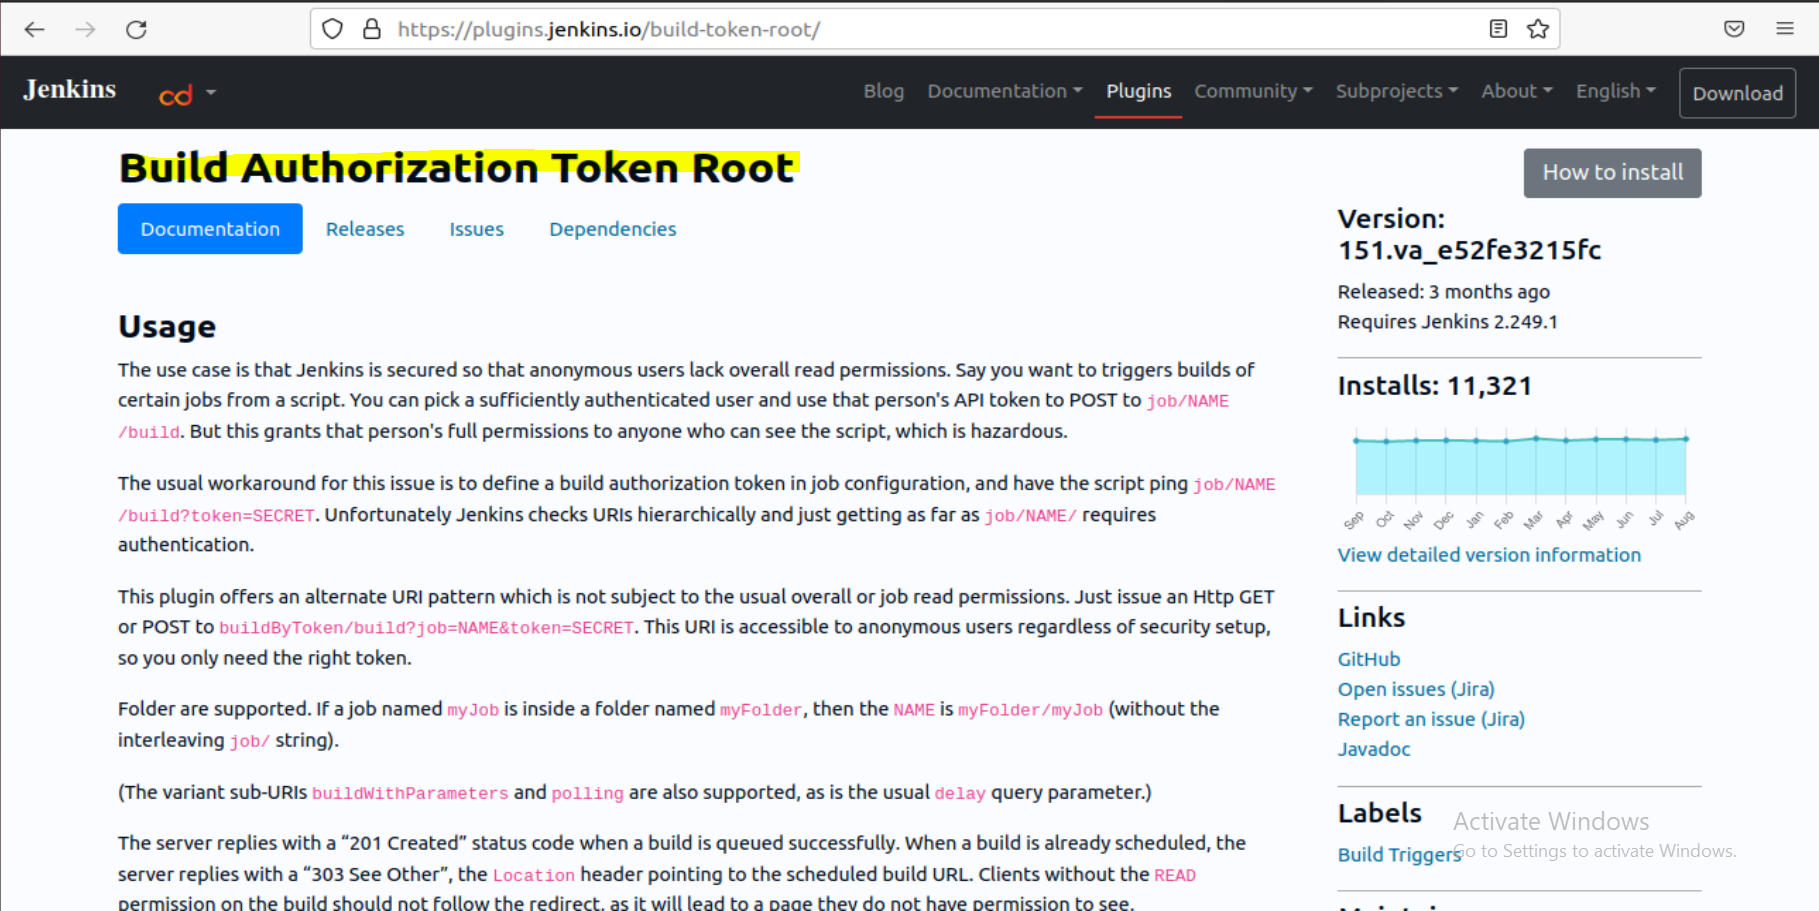 https://plugins.jenkins.io/build-token-root/
Jenkins
cd
Blog
Documentation
Plugins
Community
Subprojects
About
English
Download
Build Authorization Token Root
Documentation
Releases
Issues
Dependencies
Usage
The use case is that Jenkins is secured so that anonymous users lack overall read permissions. Say you want to triggers builds of
certain jobs from a script. You can pick a sufficiently authenticated user and use that person's API token to POST to job/NAME
/build. But this grants that person's full permissions to anyone who can see the script, which is hazardous.
The usual workaround for this issue is to define a build authorization token in job configuration, and have the script ping job/NAME
/build?token=SECRET. Unfortunately Jenkins checks URIs hierarchically and just getting as far as job/NAME/ requires
authentication.
This plugin offers an alternate URI pattern which is not subject to the usual overall or job read permissions. Just issue an Http GET
or POST to buildByToken/build?job=NAME&token=SECRET. This URI is accessible to anonymous users regardless of security setup,
so you only need the right token.
Folder are supported. If a job named myJob is inside a folder named myFolder, then the NAME is myFolder/myJob (without the
interleaving job/ string).
(The variant sub-URIs buildWithParameters and polling are also supported, as is the usual delay query parameter.)
The server replies with a “201 Created” status code when a build is queued successfully. When a build is already scheduled, the
server replies with a “303 See Other”, the Location header pointing to the scheduled build URL. Clients without the READ
permission on the build should not follow the redirect, as it will lead to a page they do not have permission to see.
How to install
Version:
151.va_e52fe3215fc
Released: 3 months ago
Requires Jenkins 2.249.1
Installs: 11,321
Sep
Oct
Nov
Dec
Jan
Feb
Mar
Apr
May
Jun
Jul
Aug
View detailed version information
Links
GitHub
Open issues (Jira)
Report an issue (Jira)
Javadoc
Labels
Build Triggers
Activate Windows
Go to Settings to activate Windows.